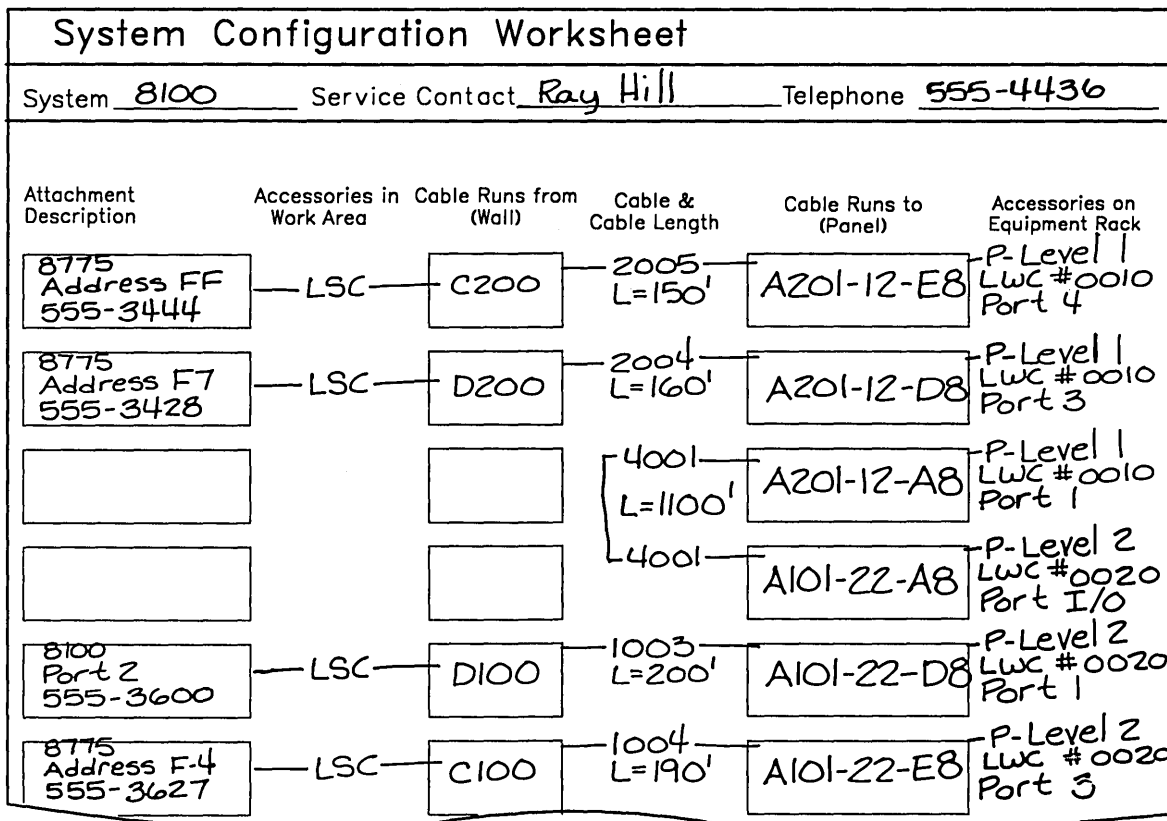 System Configuration Worksheet
System 8100 Service Contact Ray Hill Telephone 555-4436
Attachment Description
Accessories in Work Area
Cable Runs from (Wall)
Cable & Cable Length
Cable Runs to (Panel)
Accessories on Equipment Rack
8775
Address FF
555-3444
LSC
C200
2005
L=150'
A201-12-E8
P-Level 1
LWC #0010
Port 4
8775
Address F7
555-3428
LSC
D200
2004
L=160'
A201-12-D8
P-Level 1
LWC #0010
Port 3
4001
L=1100'
A201-12-A8
P-Level 1
LWC #0010
Port 1
4001
A101-22-A8
P-Level 2
LWC #0020
Port I/O
8100
Port 2
555-3600
LSC
D100
1003
L=200'
A101-22-D8
P-Level 2
LWC #0020
Port 1
8775
Address F-4
555-3627
LSC
C100
1004
L=190'
A101-22-E8
P-Level 2
LWC #0020
Port 3